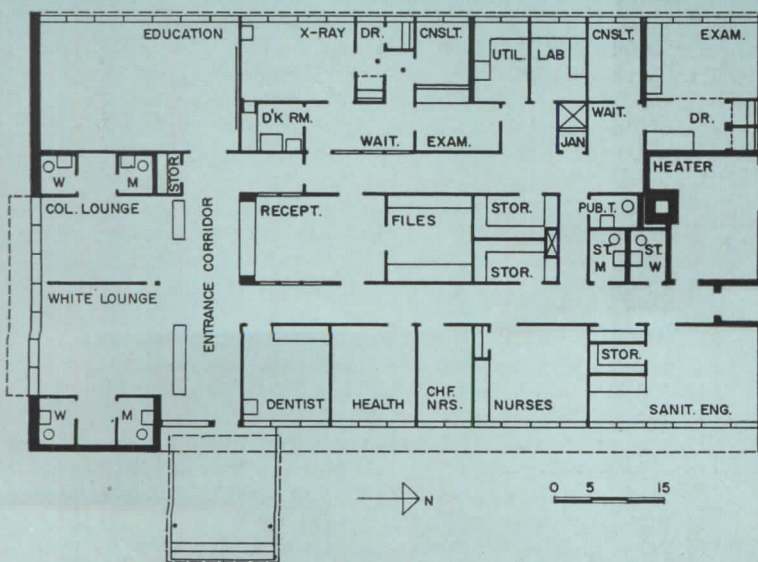 EDUCATION
X-RAY
DR.
CNSLT.
UTIL.
LAB
CNSLT.
EXAM.
D'K RM.
WAIT.
EXAM.
JAN
WAIT.
DR.
HEATER
W
M
STOR.
COL. LOUNGE
WHITE LOUNGE
ENTRANCE CORRIDOR
RECEPT.
FILES
STOR.
STOR.
PUB.T.
ST.
M
ST.
W
W
M
DENTIST
HEALTH
CHF.
NRS.
NURSES
STOR.
SANIT. ENG.
N
0 5 15